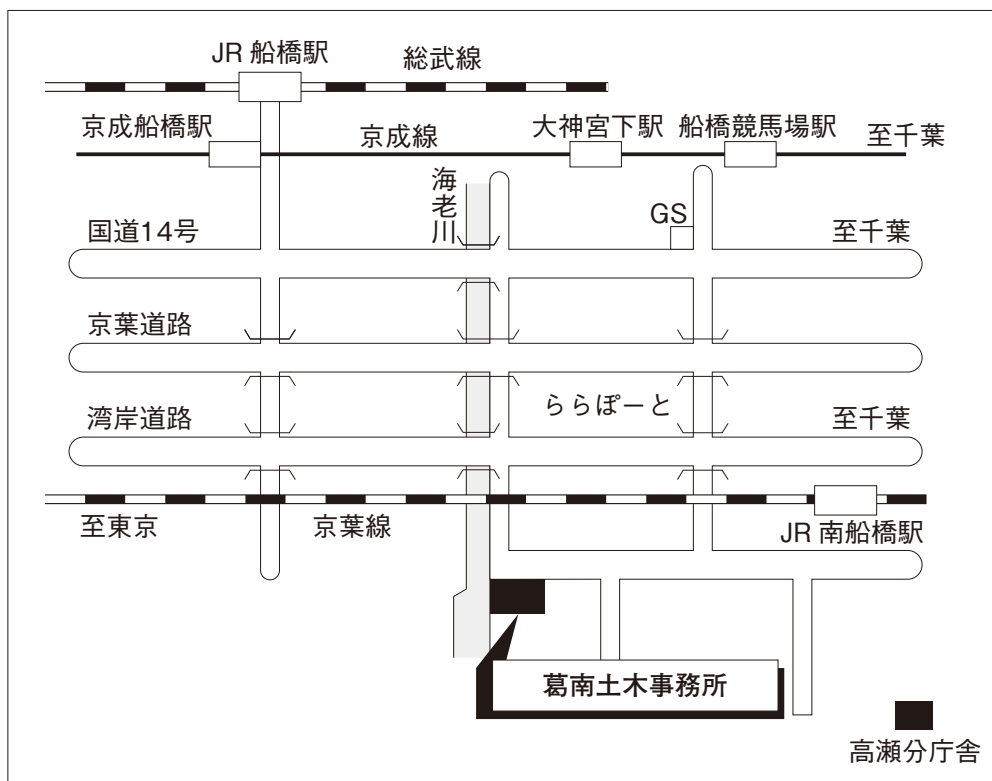 JR 船橋駅
総武線
京成船橋駅
京成線
大神宮下駅
船橋競馬場駅
至千葉
海老川
GS
国道14号
至千葉
京葉道路
ららぽーと
湾岸道路
至千葉
至東京
京葉線
JR 南船橋駅
葛南土木事務所
高瀬分庁舎